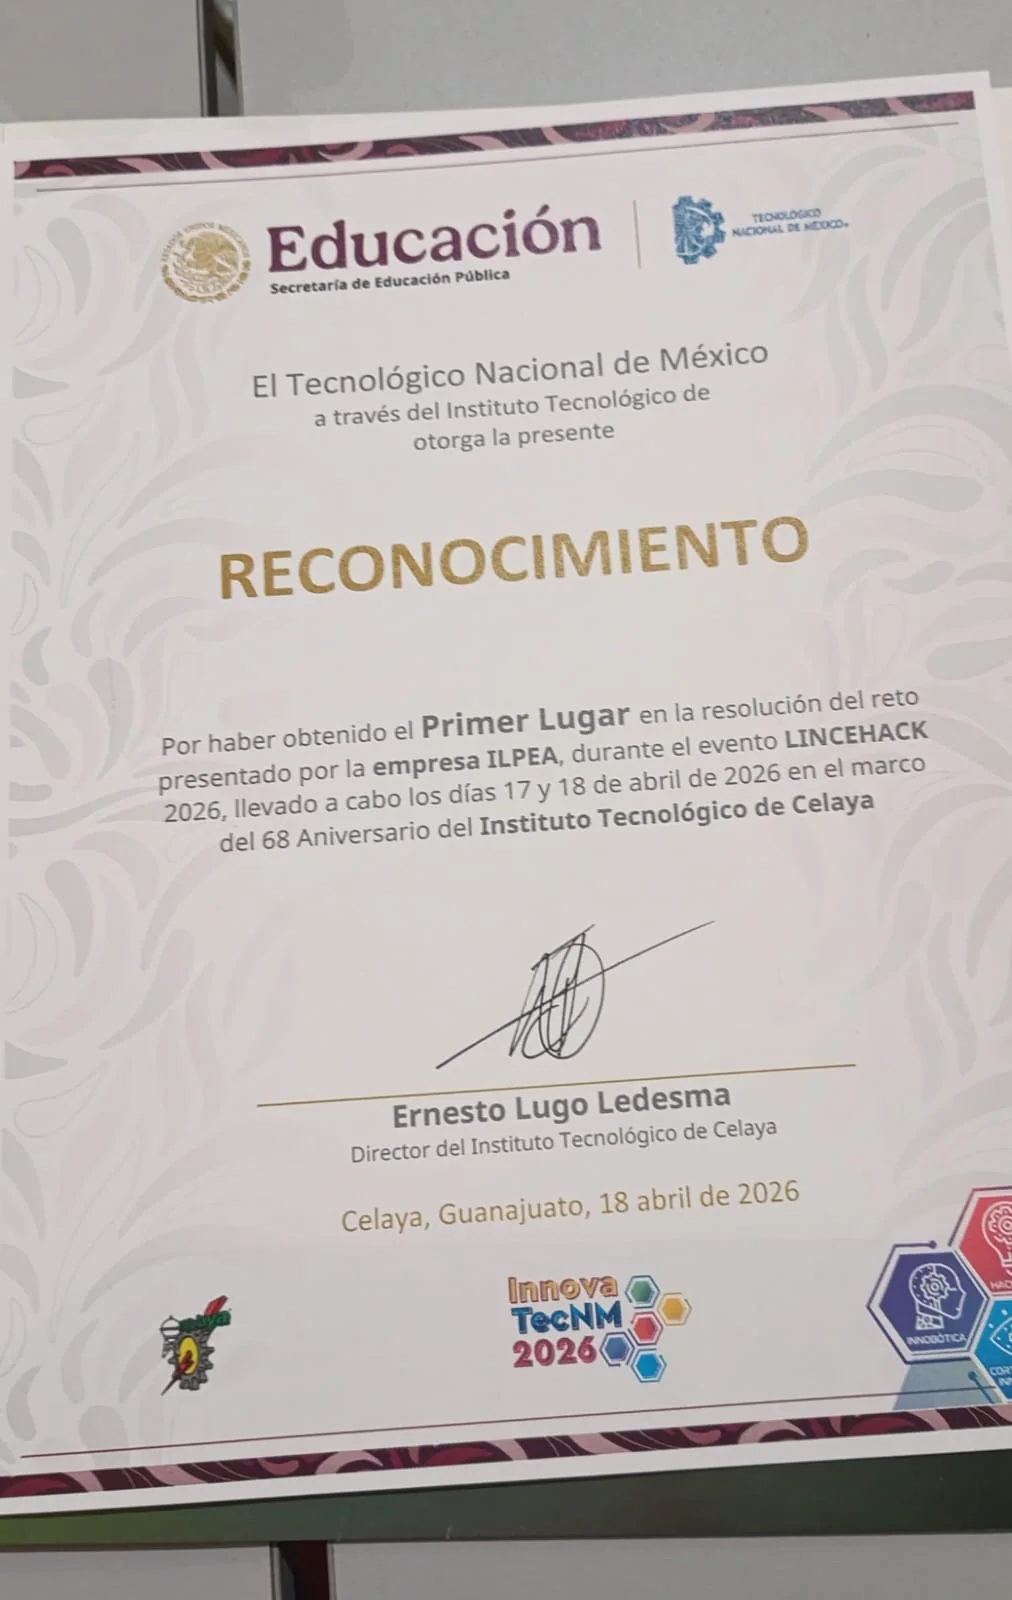 Educación
Secretaría de Educación Pública
TECNOLÓGICO
NACIONAL DE MÉXICO
El Tecnológico Nacional de México
a través del Instituto Tecnológico de
otorga la presente
RECONOCIMIENTO
Por haber obtenido el Primer Lugar en la resolución del reto
presentado por la empresa ILPEA, durante el evento LINCEHACK
2026, llevado a cabo los días 17 y 18 de abril de 2026 en el marco
del 68 Aniversario del Instituto Tecnológico de Celaya
Ernesto Lugo Ledesma
Director del Instituto Tecnológico de Celaya
Celaya, Guanajuato, 18 abril de 2026
Innova
TecNM
2026
INNOBÓTICA